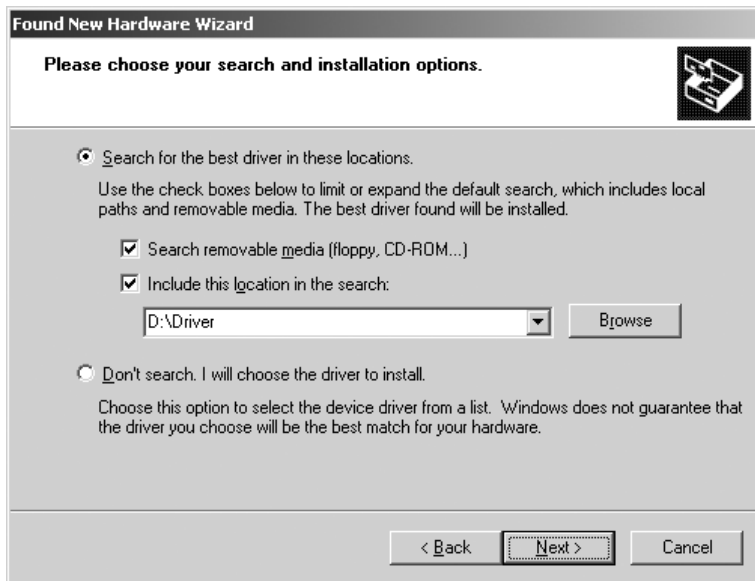 Found New Hardware Wizard
Please choose your search and installation options.
Search for the best driver in these locations.
Use the check boxes below to limit or expand the default search, which includes local
paths and removable media. The best driver found will be installed.
Search removable media (floppy, CD-ROM...)
Include this location in the search:
D:\Driver
Browse
Don't search. I will choose the driver to install.
Choose this option to select the device driver from a list. Windows does not guarantee that
the driver you choose will be the best match for your hardware.
< Back
Next >
Cancel